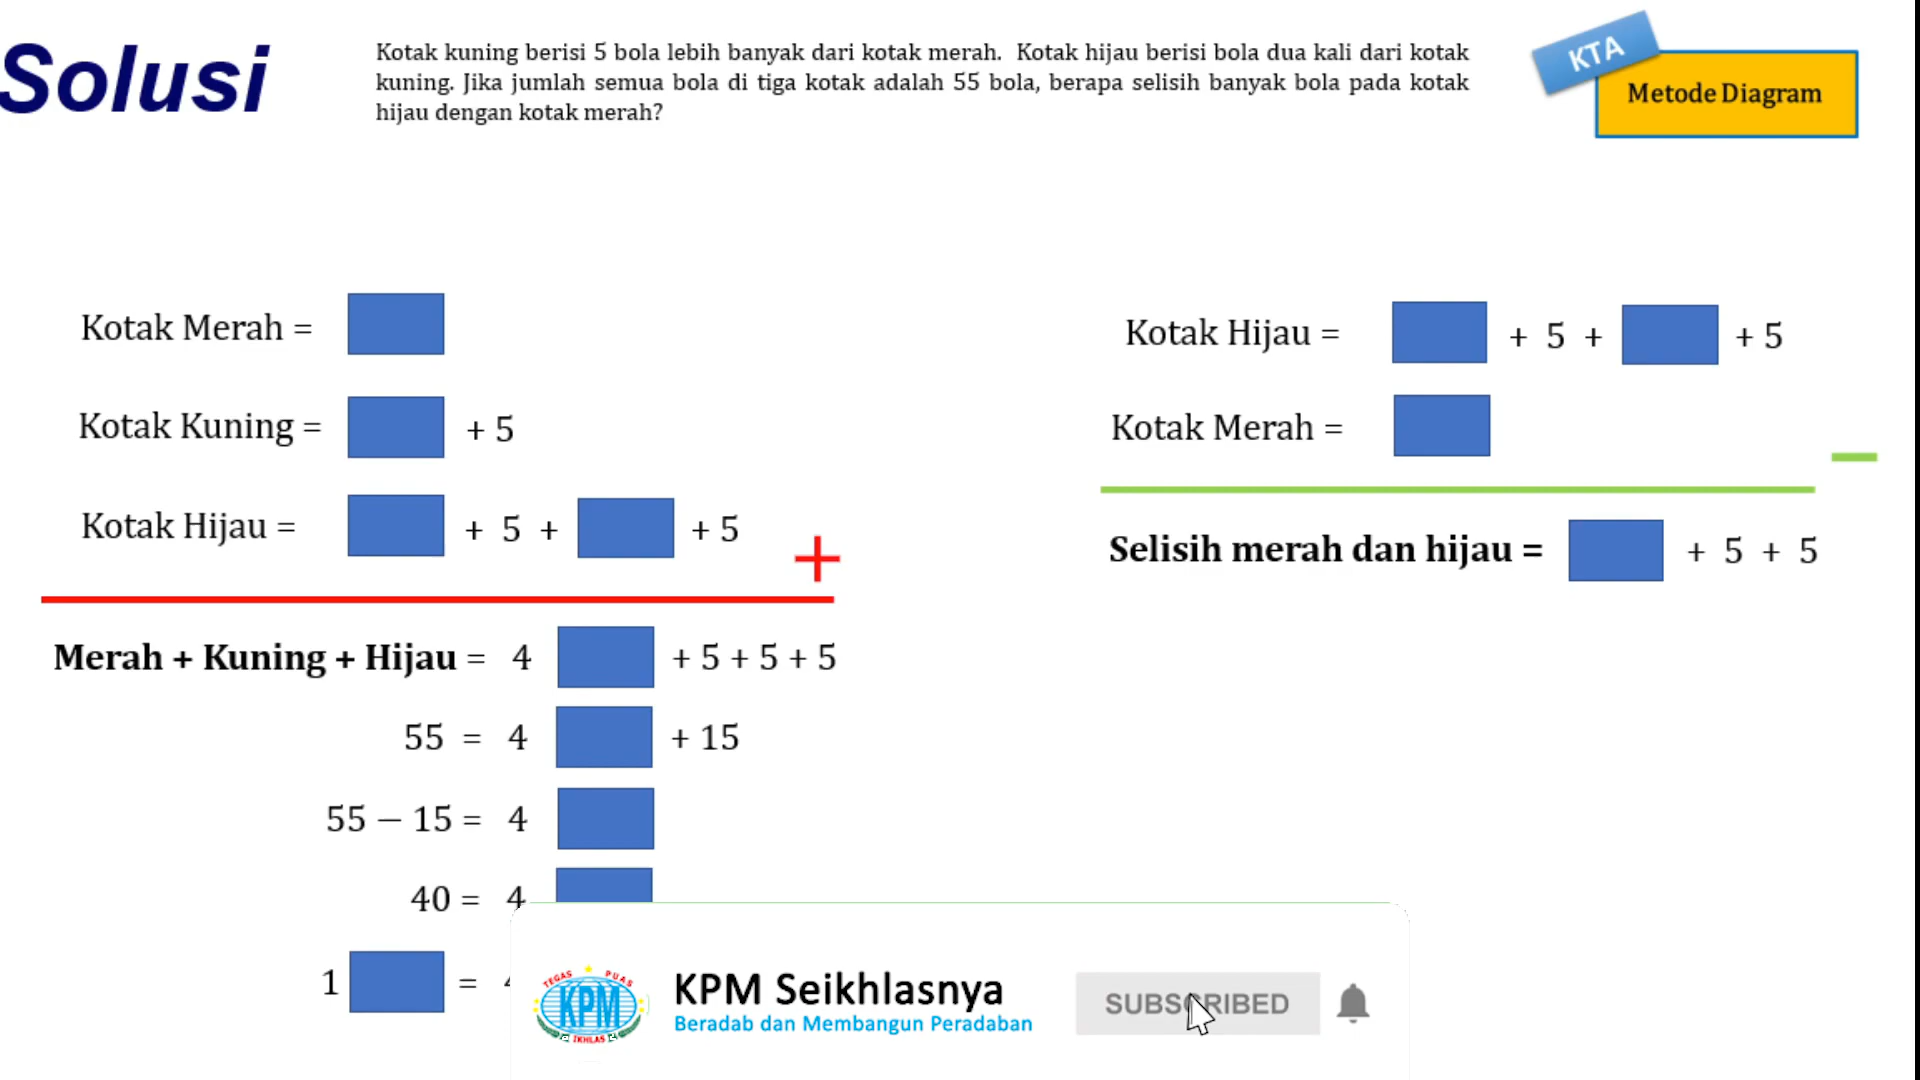 Solusi
Kotak kuning berisi 5 bola lebih banyak dari kotak merah. Kotak hijau berisi bola dua kali dari kotak
kuning. Jika jumlah semua bola di tiga kotak adalah 55 bola, berapa selisih banyak bola pada kotak
hijau dengan kotak merah?
KTA
Metode Diagram
Kotak Merah =
Kotak Kuning = + 5
Kotak Hijau = + 5 + + 5
+
Merah + Kuning + Hijau = 4 + 5 + 5 + 5
55 = 4 + 15
55 − 15 = 4
40 = 4
1 =
Kotak Hijau = + 5 + + 5
Kotak Merah =
−
Selisih merah dan hijau = + 5 + 5
TEGAS PUAS
KPM
IKHLAS
KPM Seikhlasnya
Beradab dan Membangun Peradaban
SUBSCRIBED